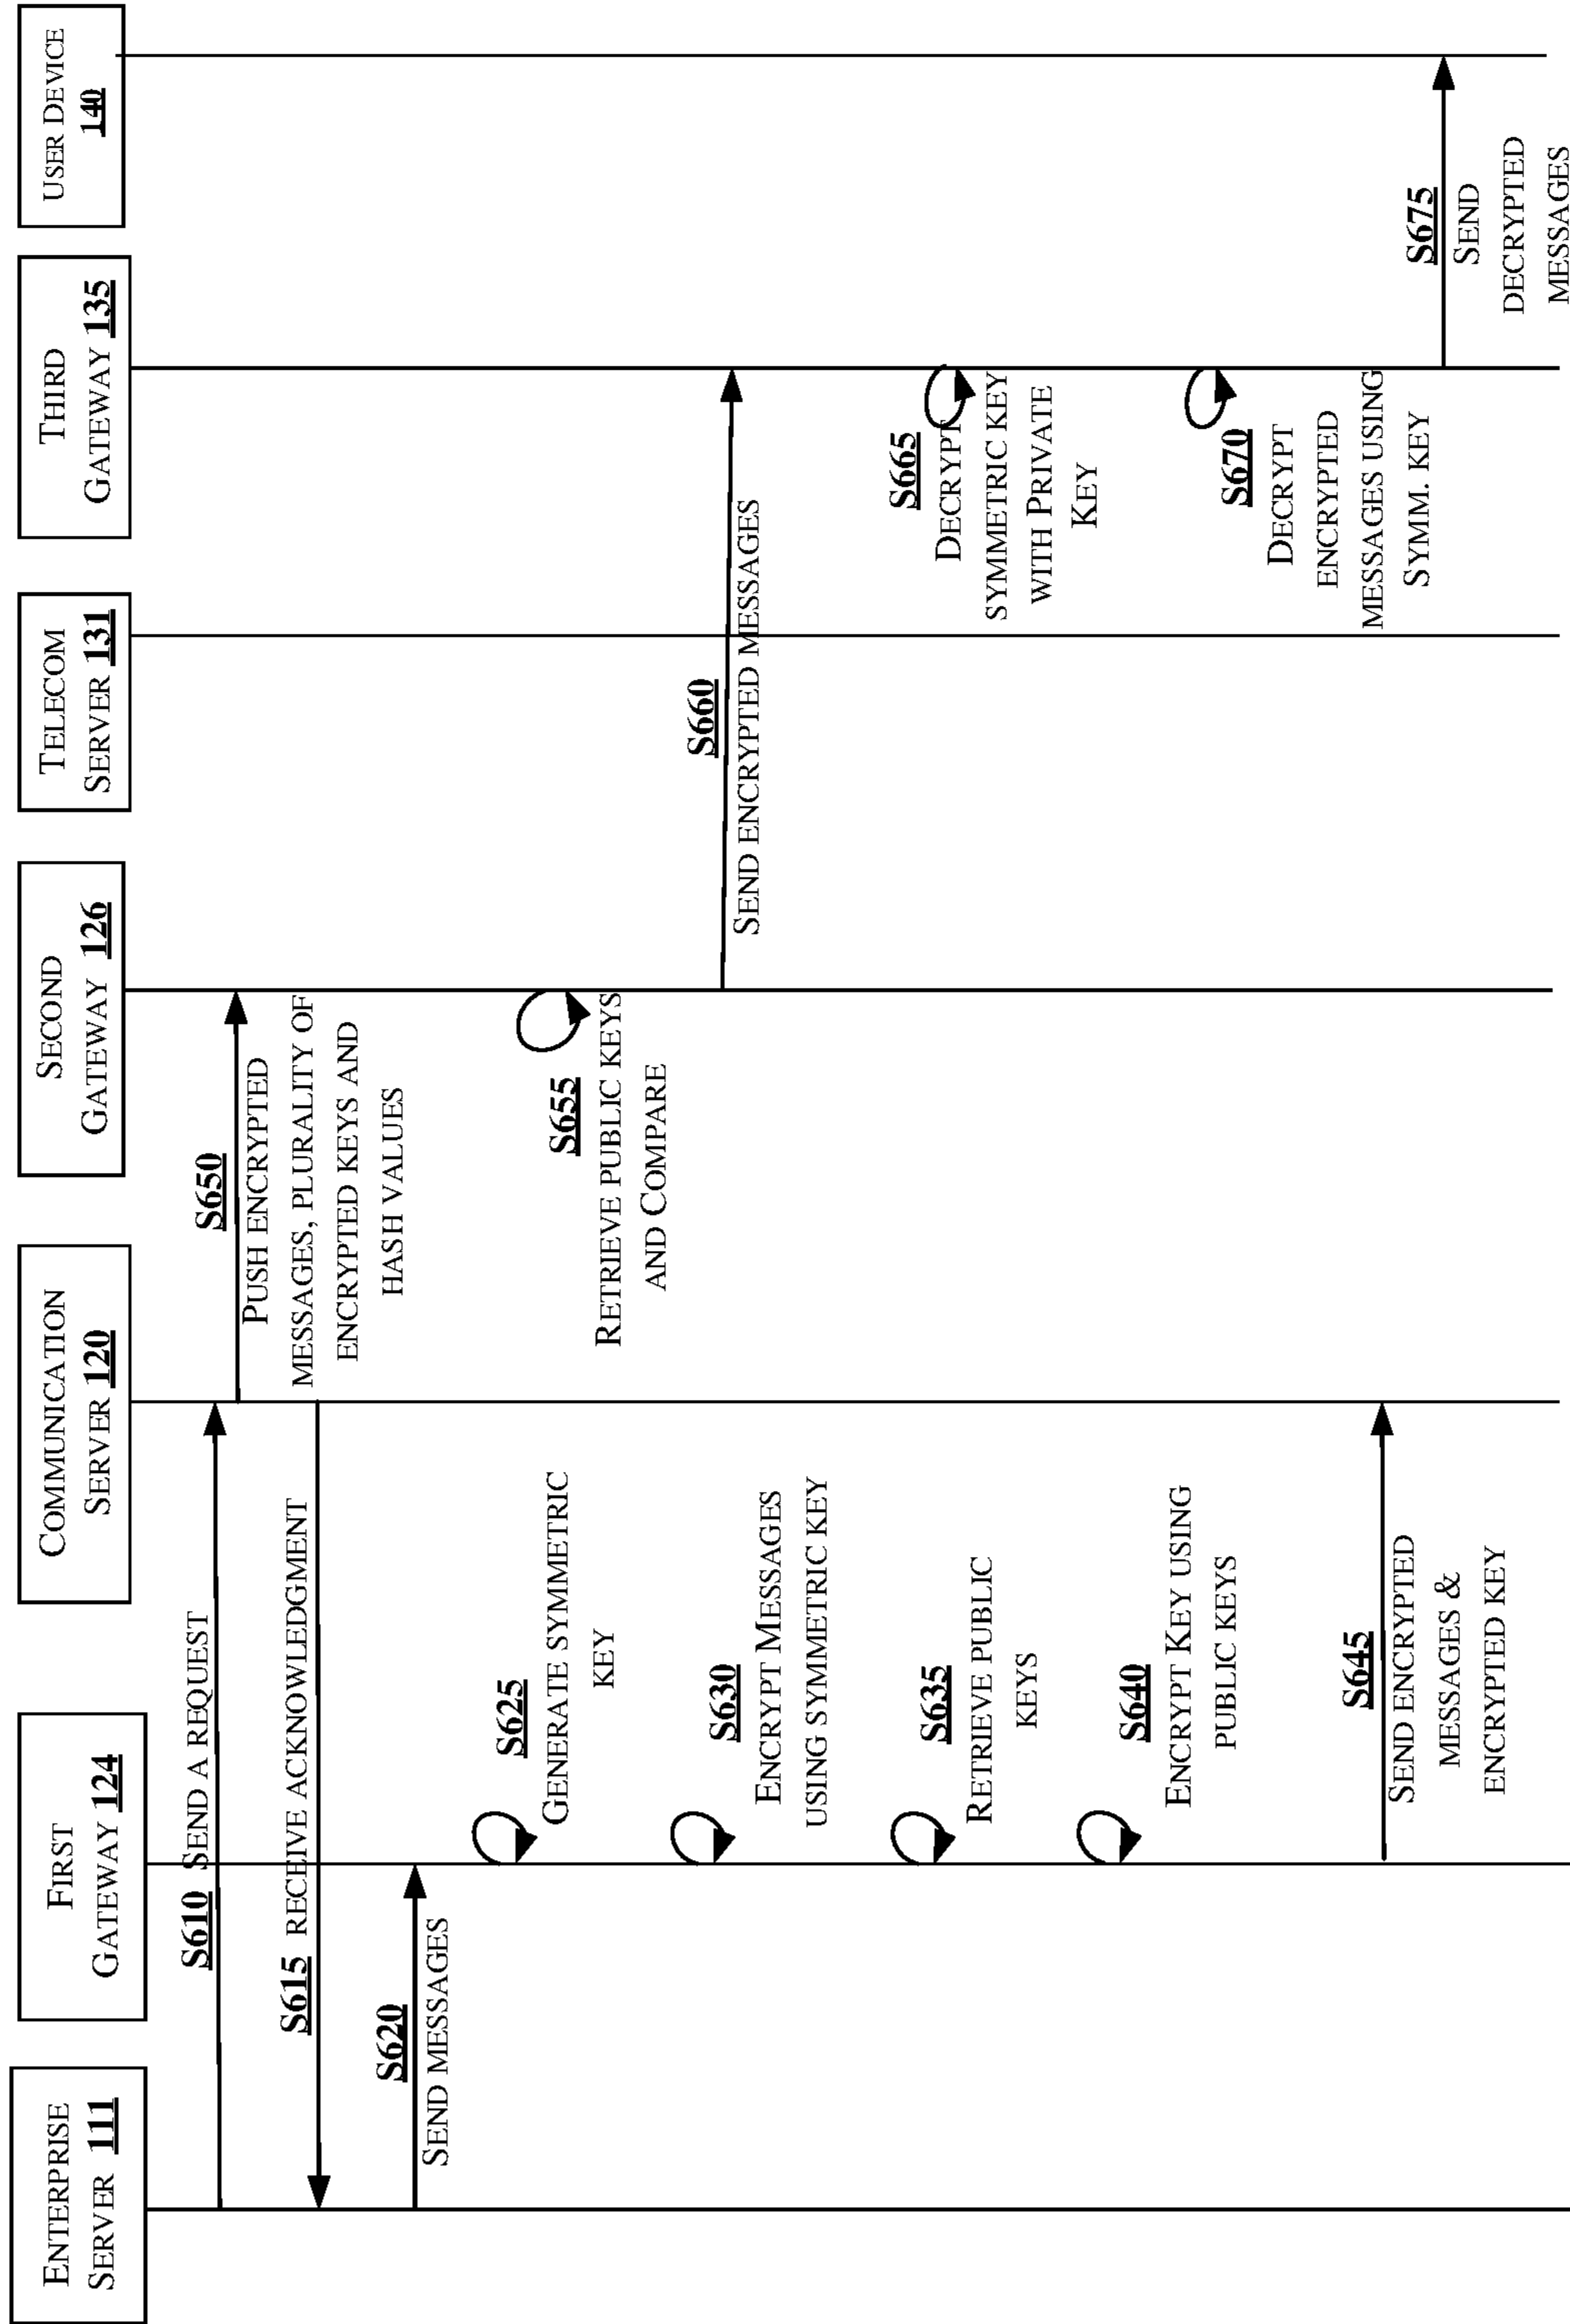 ENTERPRISE
SERVER 111
FIRST
GATEWAY 124
COMMUNICATION
SERVER 120
SECOND
GATEWAY 126
TELECOM
SERVER 131
THIRD
GATEWAY 135
USER DEVICE
140
S610 SEND A REQUEST
S615 RECEIVE ACKNOWLEDGMENT
S620
SEND MESSAGES
S625
GENERATE SYMMETRIC
KEY
S630
ENCRYPT MESSAGES
USING SYMMETRIC KEY
S635
RETRIEVE PUBLIC
KEYS
S640
ENCRYPT KEY USING
PUBLIC KEYS
S645
SEND ENCRYPTED
MESSAGES &
ENCRYPTED KEY
S650
PUSH ENCRYPTED
MESSAGES, PLURALITY OF
ENCRYPTED KEYS AND
HASH VALUES
S655
RETRIEVE PUBLIC KEYS
AND COMPARE
S660
SEND ENCRYPTED MESSAGES
S665
DECRYPT
SYMMETRIC KEY
WITH PRIVATE
KEY
S670
DECRYPT
ENCRYPTED
MESSAGES USING
SYMM. KEY
S675
SEND
DECRYPTED
MESSAGES